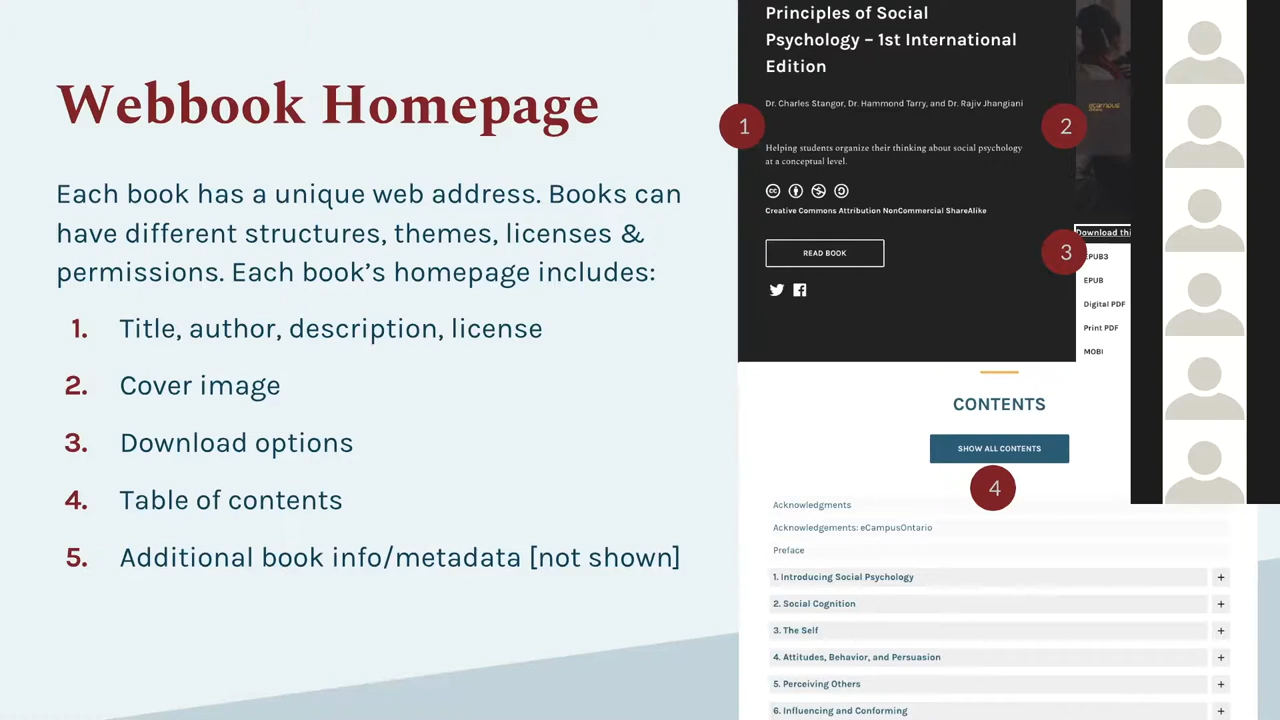 Webbook Homepage
Each book has a unique web address. Books can
have different structures, themes, licenses &
permissions. Each book’s homepage includes:
1. Title, author, description, license
2. Cover image
3. Download options
4. Table of contents
5. Additional book info/metadata [not shown]
Principles of Social
Psychology – 1st International
Edition
Dr. Charles Stangor, Dr. Hammond Tarry, and Dr. Rajiv Jhangiani
1
Helping students organize their thinking about social psychology
at a conceptual level.
Creative Commons Attribution NonCommercial ShareAlike
READ BOOK
2
3
Download thi
EPUB3
EPUB
Digital PDF
Print PDF
MOBI
CONTENTS
SHOW ALL CONTENTS
4
Acknowledgments
Acknowledgements: eCampusOntario
Preface
1. Introducing Social Psychology +
2. Social Cognition +
3. The Self +
4. Attitudes, Behavior, and Persuasion +
5. Perceiving Others +
6. Influencing and Conforming +